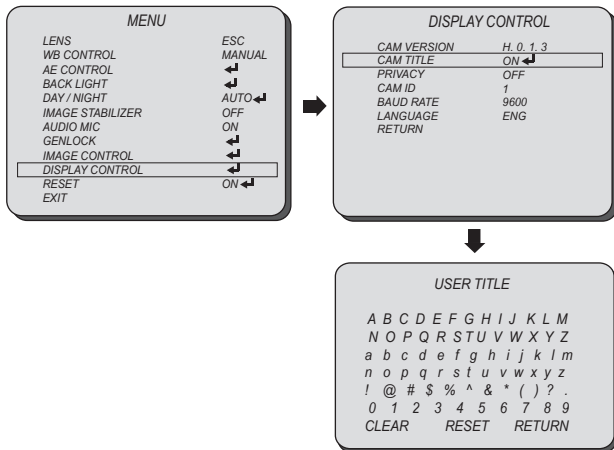 MENU
LENS ESC
WB CONTROL MANUAL
AE CONTROL ↵
BACK LIGHT ↵
DAY / NIGHT AUTO↵
IMAGE STABILIZER OFF
AUDIO MIC ON
GENLOCK ↵
IMAGE CONTROL ↵
DISPLAY CONTROL ↵
RESET ON↵
EXIT
DISPLAY CONTROL
CAM VERSION H. 0. 1. 3
CAM TITLE ON↵
PRIVACY OFF
CAM ID 1
BAUD RATE 9600
LANGUAGE ENG
RETURN
USER TITLE
A B C D E F G H I J K L M
N O P Q R S T U V W X Y Z
a b c d e f g h i j k l m
n o p q r s t u v w x y z
! @ # $ % ^ & * ( ) ? .
0 1 2 3 4 5 6 7 8 9
CLEAR RESET RETURN